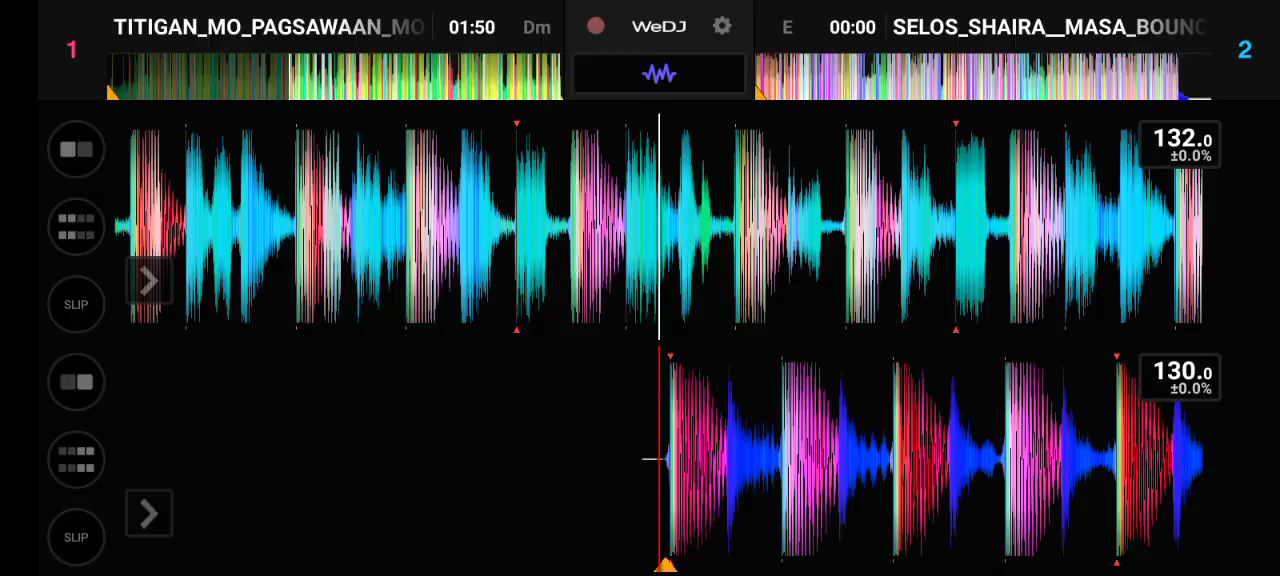 1
TITIGAN_MO_PAGSAWAAN_MO
01:50
Dm
WeDJ
E
00:00
SELOS_SHAIRA__MASA_BOUNC
2
132.0
±0.0%
SLIP
130.0
±0.0%
SLIP